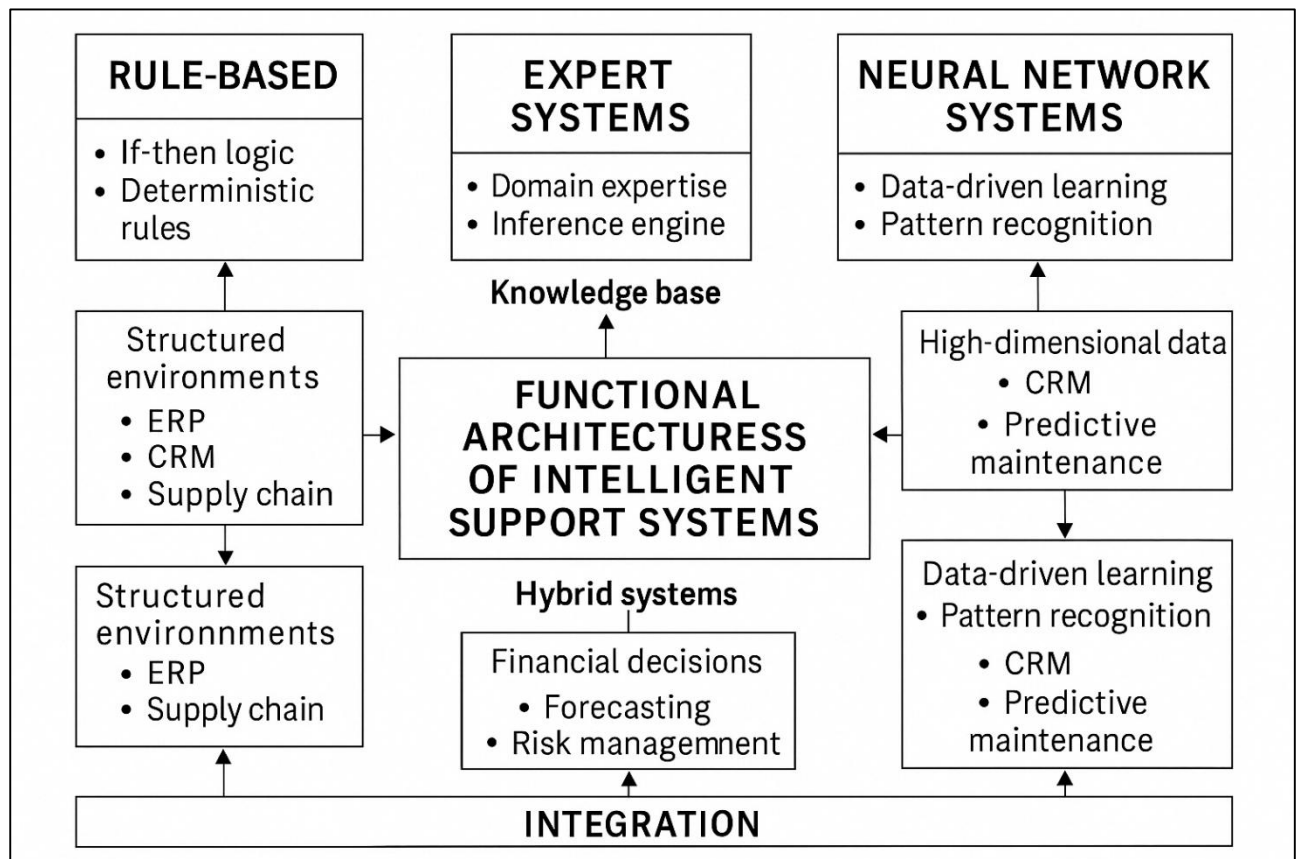 RULE-BASED
• If-then logic
• Deterministic
rules
EXPERT
SYSTEMS
• Domain expertise
• Inference engine
NEURAL NETWORK
SYSTEMS
• Data-driven learning
• Pattern recognition
Knowledge base
Structured
environments
• ERP
• CRM
• Supply chain
FUNCTIONAL
ARCHITECTURESS
OF INTELLIGENT
SUPPORT SYSTEMS
High-dimensional data
• CRM
• Predictive
maintenance
Structured
environnments
• ERP
• Supply chain
Hybrid systems
Financial decisions
• Forecasting
• Risk managemnment
Data-driven learning
• Pattern recognition
• CRM
• Predictive
maintenance
INTEGRATION